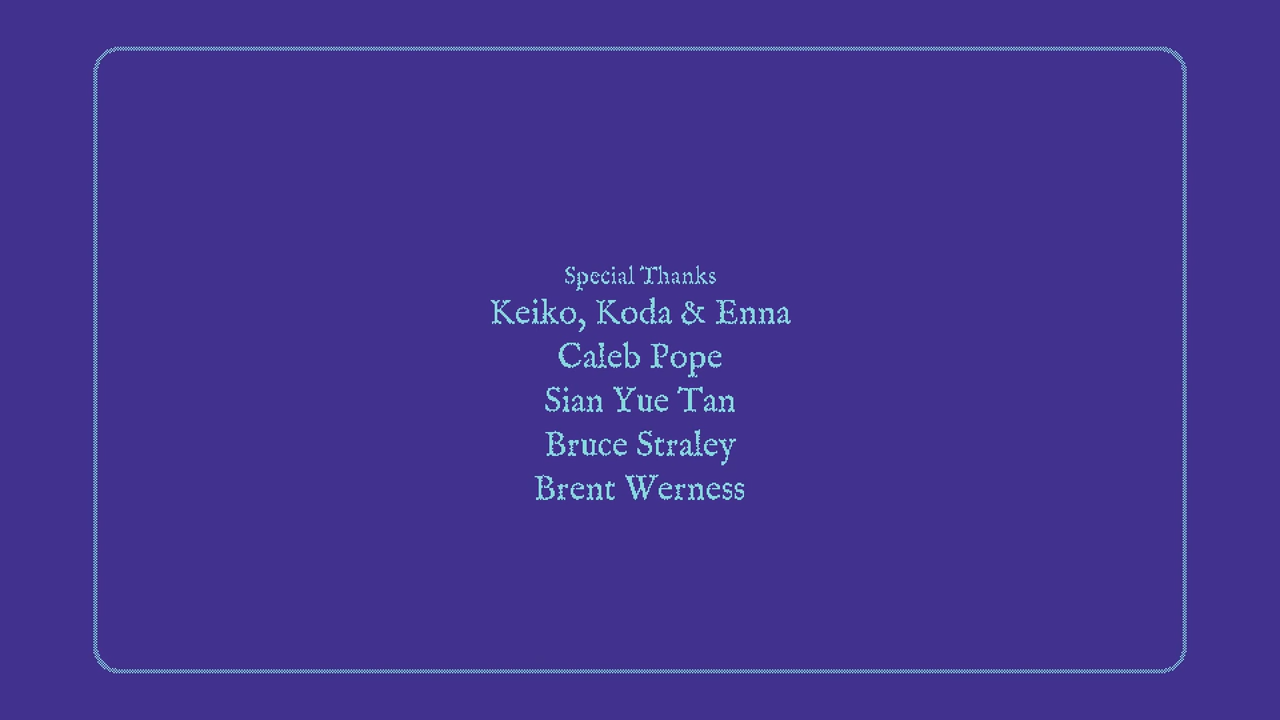 Special Thanks
Keiko, Koda & Enna
Caleb Pope
Sian Yue Tan
Bruce Straley
Brent Werness